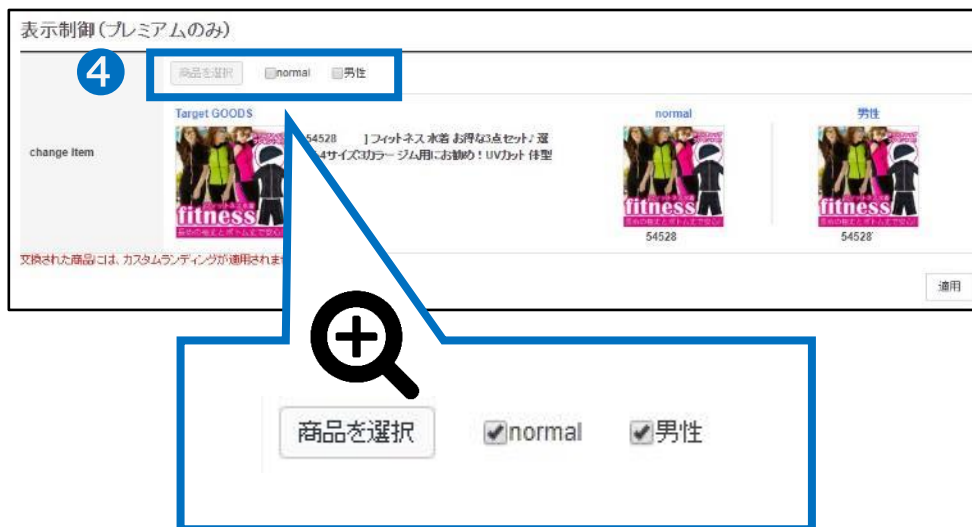 表示制御(プレミアムのみ)
4
商品を選択 normal 男性
Target GOODS
normal
男性
change Item
54528 ]フィットネス 水着 お得な3点セット♪ 選
4サイズ3カラー ジム用にお勧め!UVカット 体型
fitness
fitness
fitness
54528
54528
交換された商品には、カスタムランディングが適用されま
適用
商品を選択 normal 男性